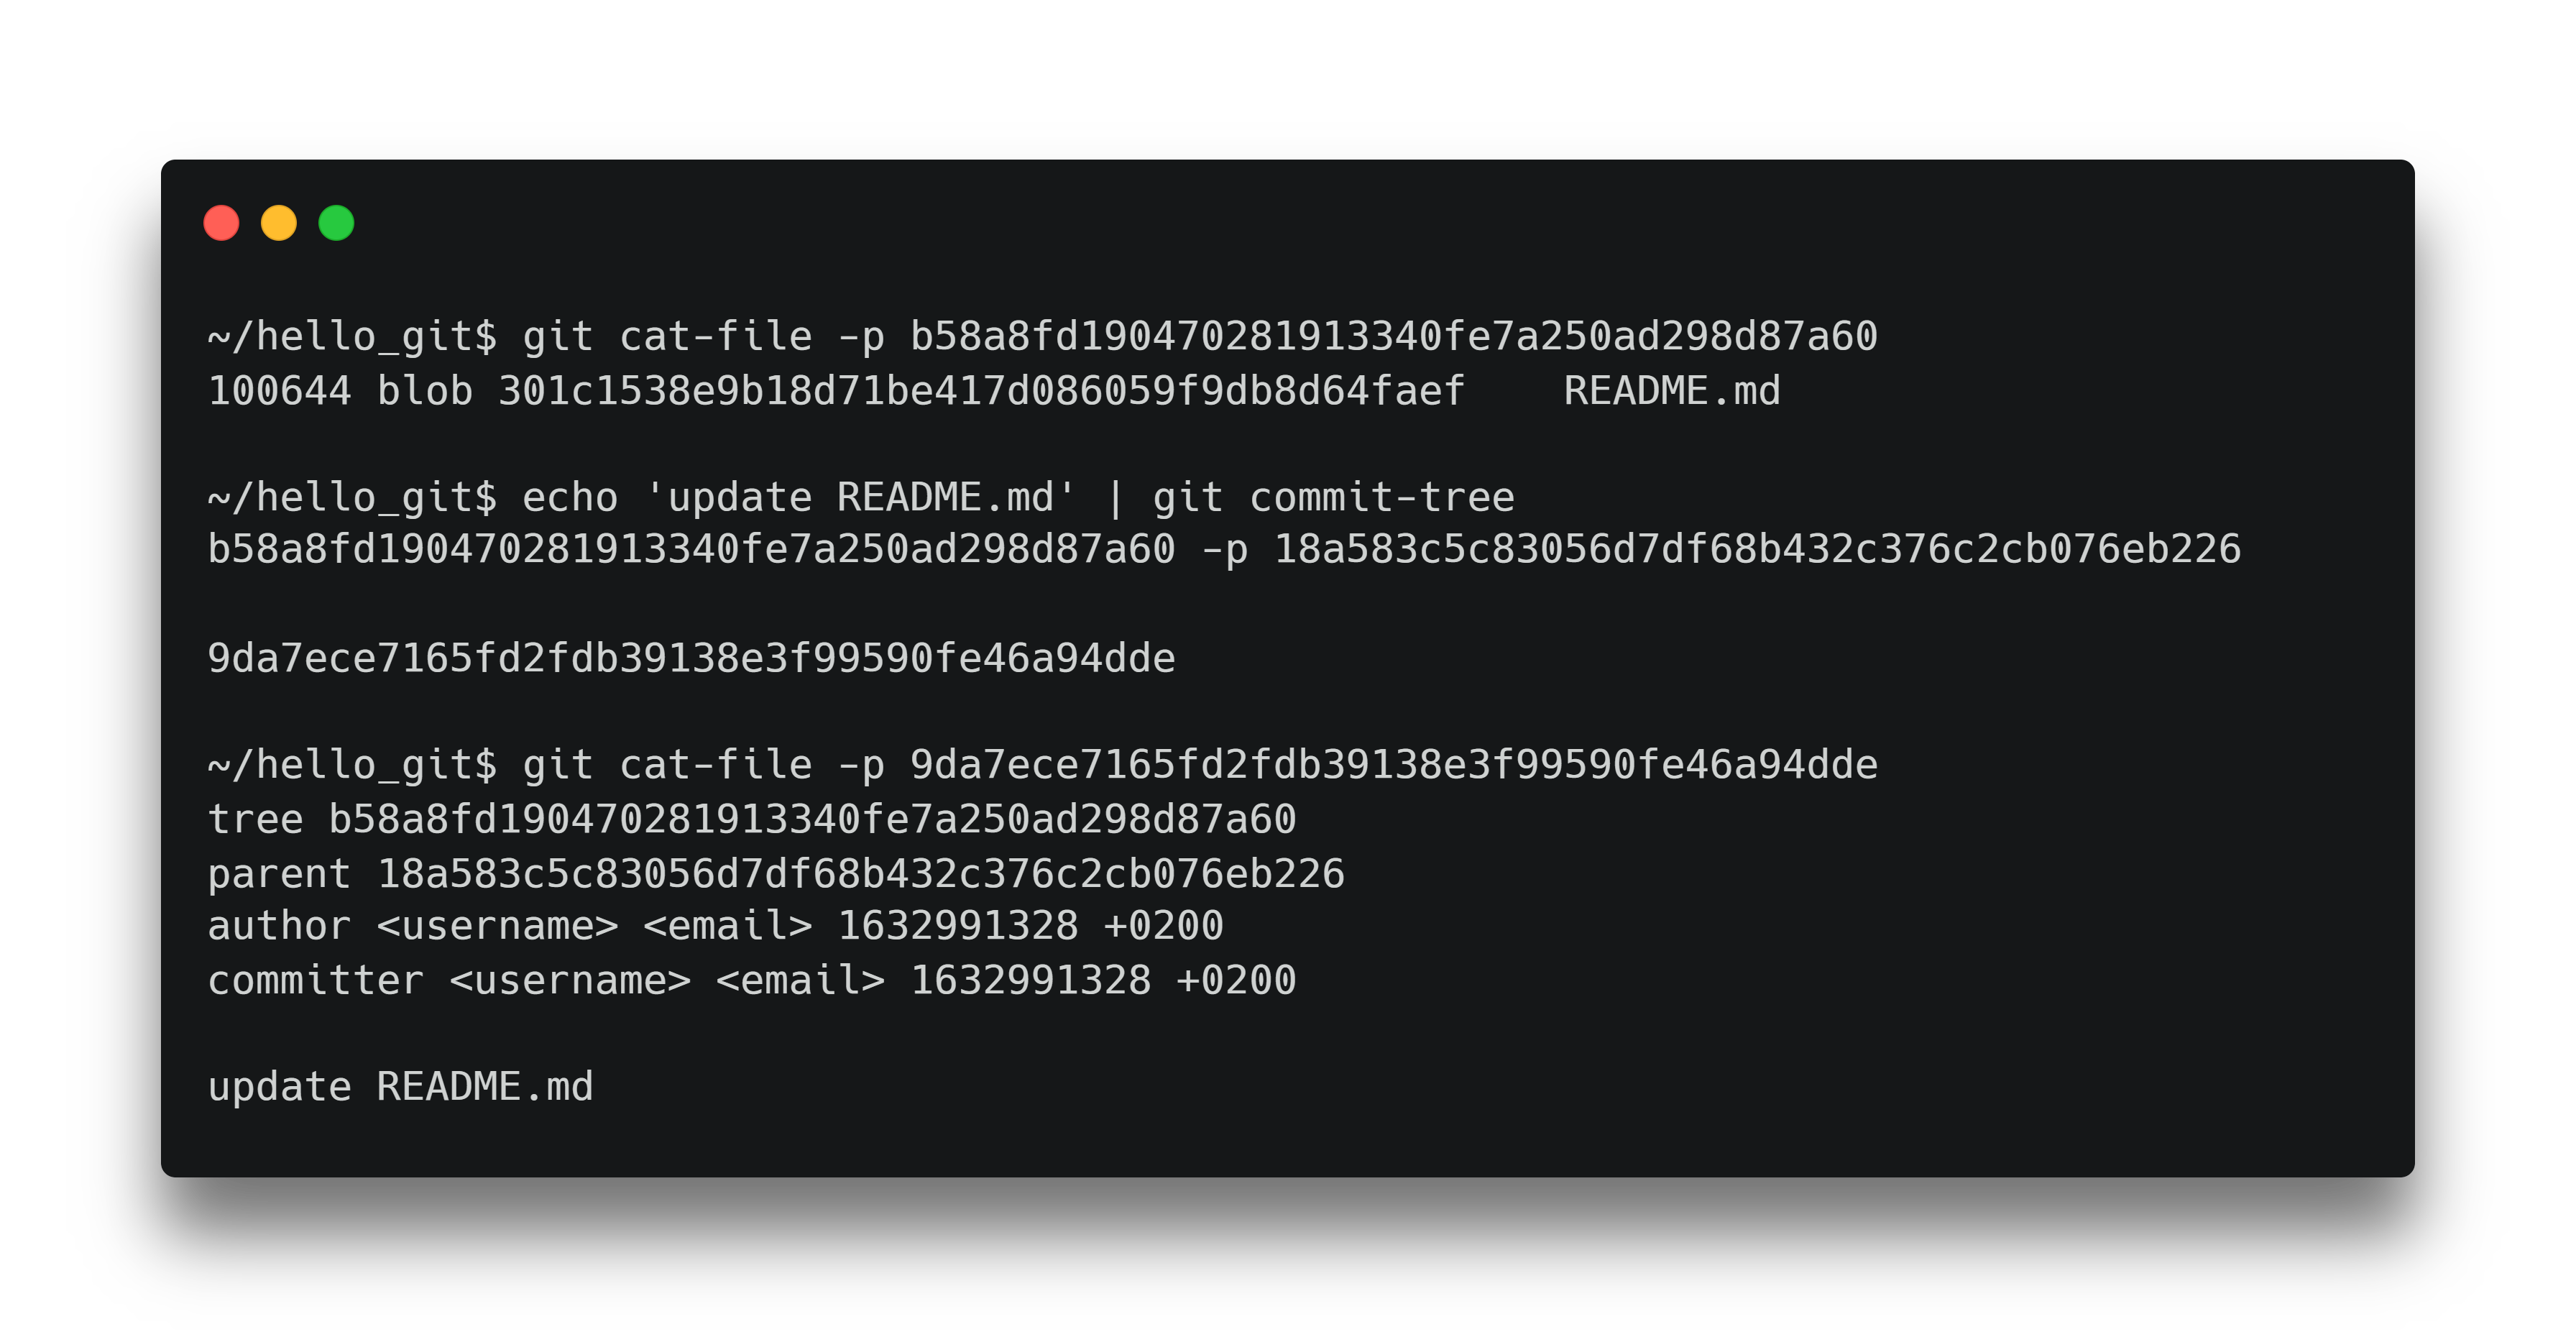 ~/hello_git$ git cat-file -p b58a8fd190470281913340fe7a250ad298d87a60
100644 blob 301c1538e9b18d71be417d086059f9db8d64faef    README.md
~/hello_git$ echo 'update README.md' | git commit-tree
b58a8fd190470281913340fe7a250ad298d87a60 -p 18a583c5c83056d7df68b432c376c2cb076eb226
9da7ece7165fd2fdb39138e3f99590fe46a94dde
~/hello_git$ git cat-file -p 9da7ece7165fd2fdb39138e3f99590fe46a94dde
tree b58a8fd190470281913340fe7a250ad298d87a60
parent 18a583c5c83056d7df68b432c376c2cb076eb226
author <username> <email> 1632991328 +0200
committer <username> <email> 1632991328 +0200
update README.md